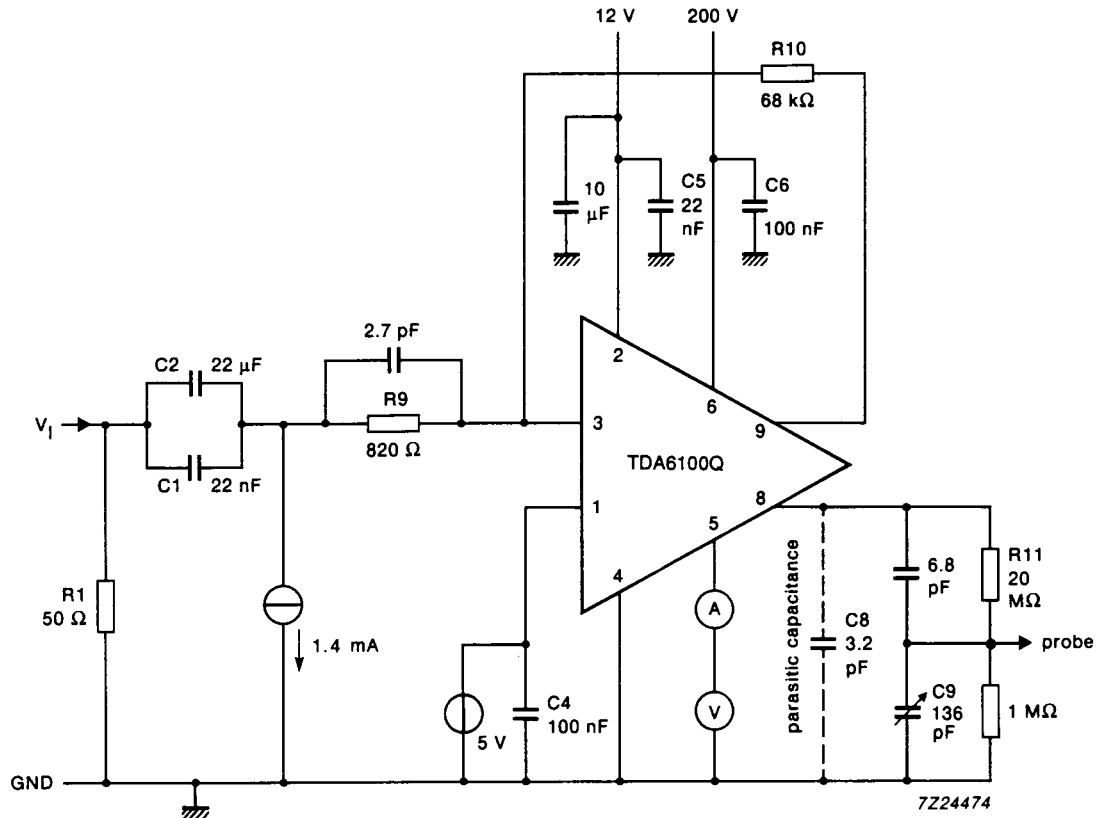 12 V
200 V
R10
68 kΩ
10
μF
C5
22
nF
C6
100 nF
2.7 pF
R9
820 Ω
C2
22 μF
C1
22 nF
V_I
R1
50 Ω
1.4 mA
2
3
6
9
TDA6100Q
1
8
5
4
5 V
C4
100 nF
A
V
parasitic capacitance
C8
3.2
pF
6.8
pF
R11
20
MΩ
probe
C9
136
pF
1 MΩ
GND
7Z24474